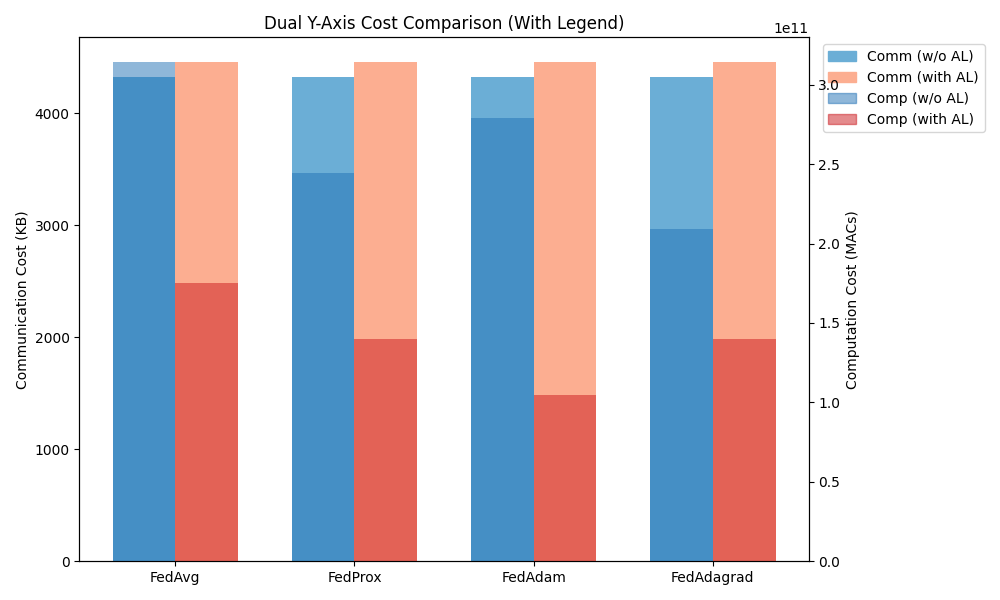 Dual Y-Axis Cost Comparison (With Legend)
1e11
Communication Cost (KB)
4000
3000
2000
1000
0
FedAvg
FedProx
FedAdam
FedAdagrad
3.0
2.5
2.0
1.5
1.0
0.5
0.0
Computation Cost (MACs)
Comm (w/o AL)
Comm (with AL)
Comp (w/o AL)
Comp (with AL)